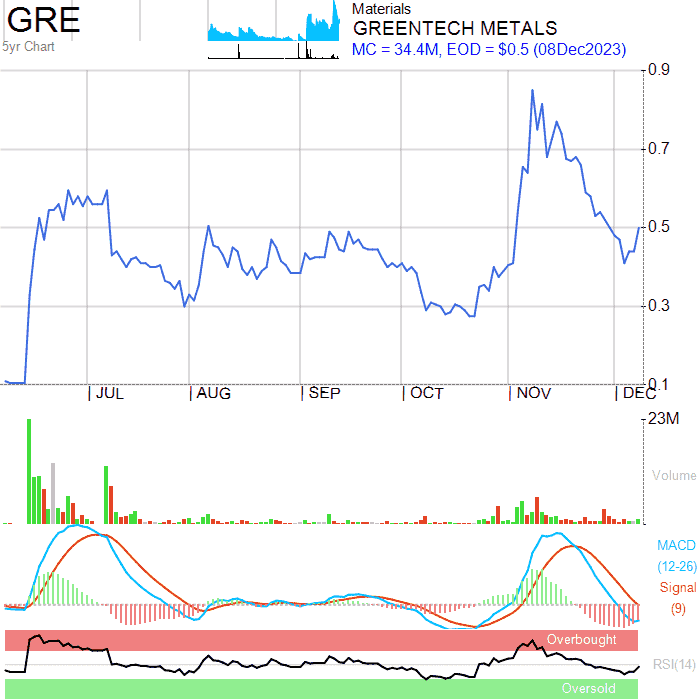 GRE
5yr Chart
Materials
GREENTECH METALS
MC = 34.4M, EOD = $0.5 (08Dec2023)
0.9
0.7
0.5
0.3
0.1
JUL AUG SEP OCT NOV DEC
23M
Volume
MACD
(12-26)
Signal
(9)
Overbought
RSI(14)
Oversold